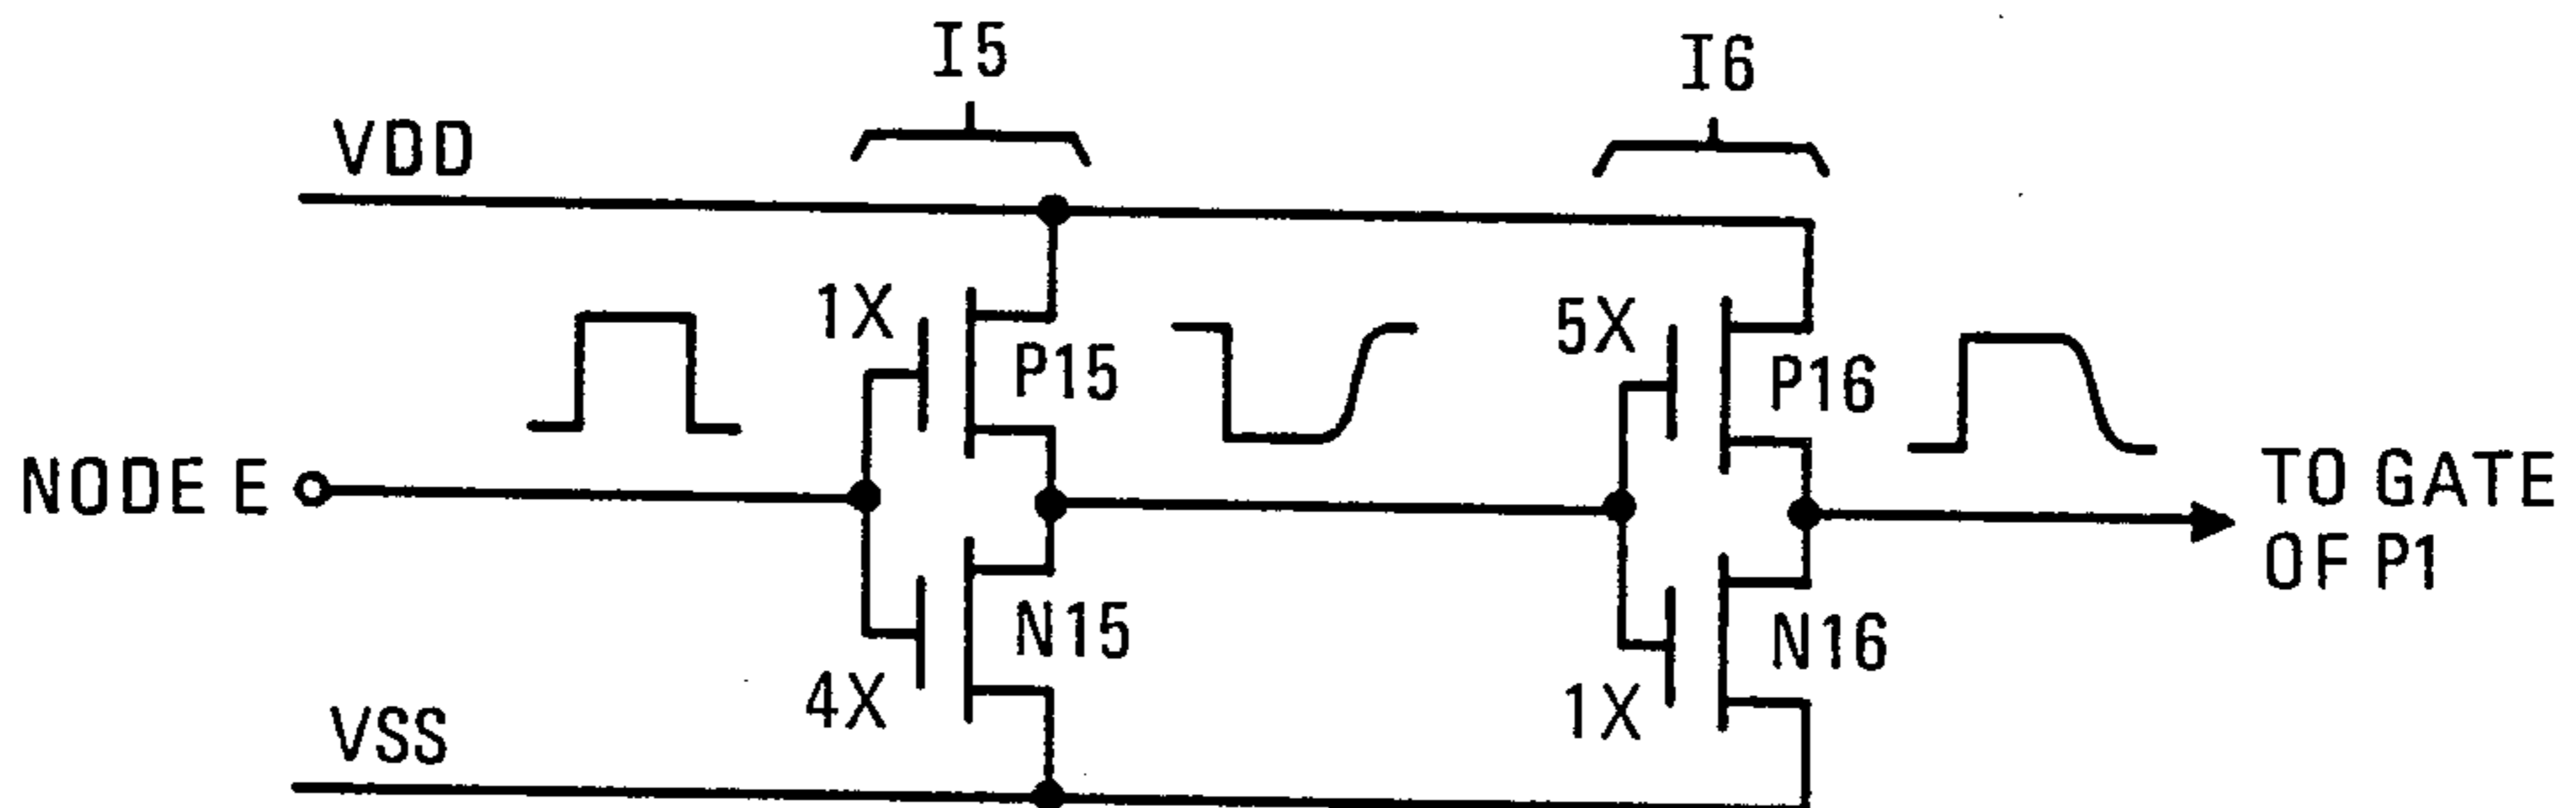 I5
I6
VDD
1X
5X
P15
P16
NODE E
TO GATE
OF P1
N15
N16
4X
1X
VSS